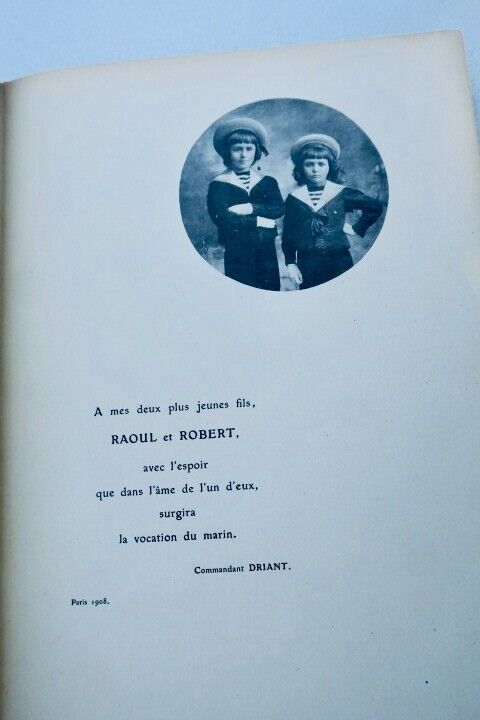 A mes deux plus jeunes fils,
RAOUL et ROBERT,
avec l'espoir
que dans l'âme de l'un d'eux,
surgira
la vocation du marin.
Commandant DRIANT.
Paris 1908.